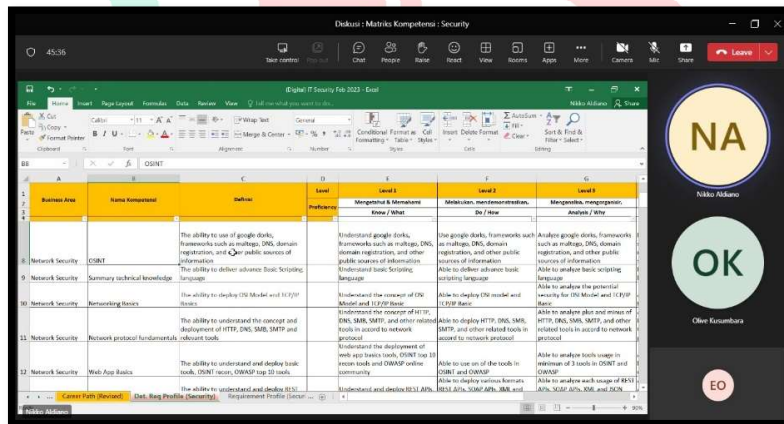 Diskusi : Matriks Kompetensi : Security
45:36
Take control
Pop out
Chat
People
Raise
React
View
Rooms
Apps
More
Camera
Mic
Share
Leave
(Digital) IT Security Feb 2023 - Excel
File Home Insert Page Layout Formulas Data Review View Tell me what you want to do...
Nikko Aldiano Share
Cut
Copy
Format Painter
Paste
Calibri 11
Wrap Text
Merge & Center
General
Conditional Formatting
Format as Table
Cell Styles
Insert Delete Format
AutoSum
Fill
Clear
Sort & Filter
Find & Select
Clipboard Font Alignment Number Styles Cells Editing
B8 OSINT
A B C D E F G
Business Area Nama Kompetensi Definisi Level Level 1 Level 2 Level 3
Proficiency Mengetahui & Memahami Melakukan, mendemonstrasikan, Menganalisa, mengorganisir,
Know / What Do / How Analysis / Why
8 Network Security OSINT
The ability to use of google dorks, frameworks such as maltego, DNS, domain registration, and other public sources of information
Understand google dorks, frameworks such as maltego, DNS, domain registration, and other public sources of information
Use google dorks, frameworks such as maltego, DNS, domain registration, and other public sources of information
Analyze google dorks, frameworks such as maltego, DNS, domain registration, and other public sources of information
9 Network Security Summary technical knowledge
The ability to deliver advance Basic Scripting language
Understand basic Scripting language
Able to deliver advance basic scripting language
Able to analyze basic scripting language
10 Network Security Networking Basics
The ability to deploy OSI Model and TCP/IP Basics
Understand the concept of OSI Model and TCP/IP Basic
Able to deploy OSI model and TCP/IP Basic
Able to analyze the potential security for OSI Model and TCP/IP Basic
11 Network Security Network protocol fundamentals
The ability to understand the concept and deployment of HTTP, DNS, SMB, SMTP and relevant tools
Understand the concept of HTTP, DNS, SMB, SMTP, and other related tools in accord to network protocol
Able to deploy HTTP, DNS, SMB, SMTP, and other related tools in accord to network protocol
Able to analyze plus and minus of HTTP, DNS, SMB, SMTP, and other related tools in accord to network protocol
12 Network Security Web App Basics
The ability to understand and deploy basic tools, OSINT recon, OWASP top 10 tools
Understand the deployment of web app basics tools, OSINT top 10 recon tools and OWASP online community
Able to use on of the tools in OSINT and OWASP
Able to analyze tools usage in minimum of 3 tools in OSINT and OWASP
The ability to understand and deploy REST
Understand and deploy REST APIs,
Able to deploy various formats REST APIs, SOAP APIs, XML and
Able to analyze each usage of REST APIs, SOAP APIs, XML and JSON
Career Path (Revised) Det. Req Profile (Security) Requirement Profile (Secur ...
90%
Nikko Aldiano
NA
Nikko Aldiano
OK
Olive Kusumbara
EO